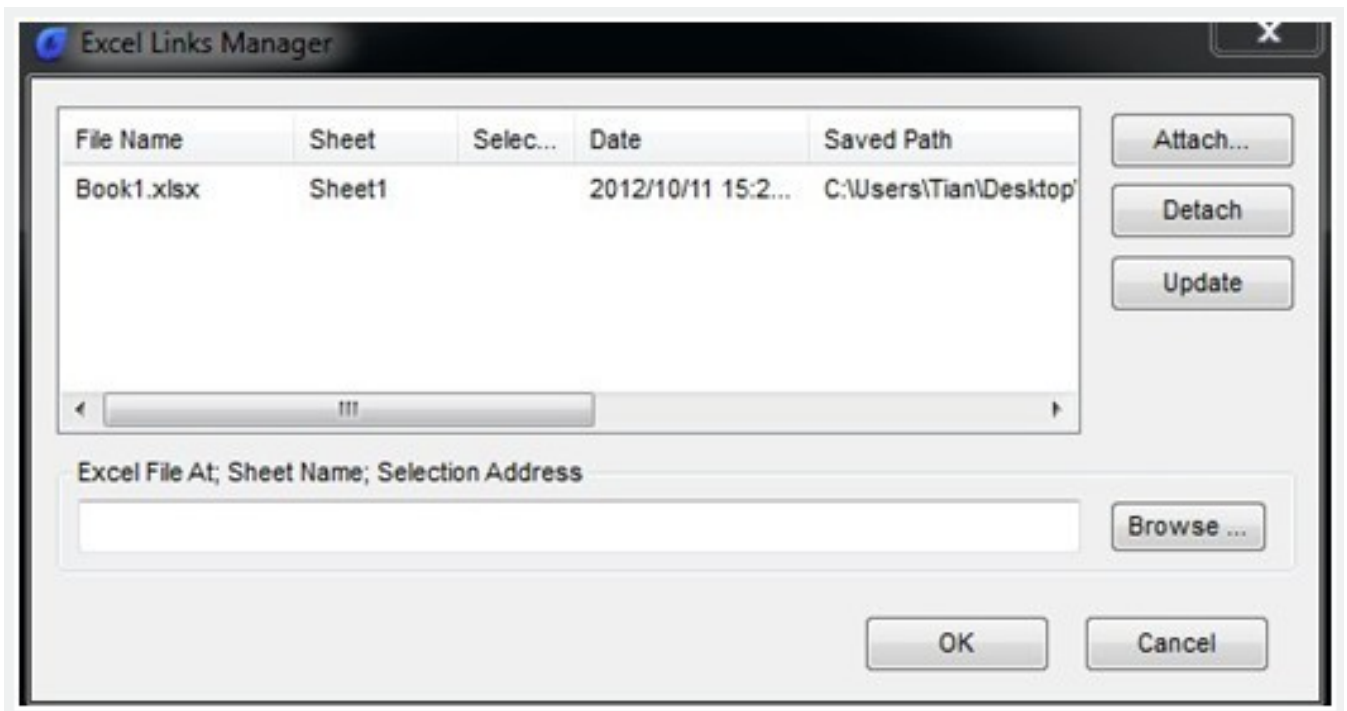 Excel Links Manager
File Name Sheet Selec... Date Saved Path
Book1.xlsx Sheet1 2012/10/11 15:2... C:\Users\Tian\Desktop\
Attach...
Detach
Update
Excel File At; Sheet Name; Selection Address
Browse ...
OK Cancel